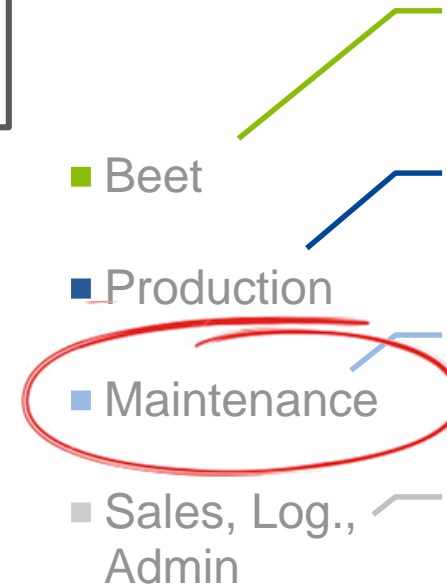 Beet
Production
Maintenance
Sales, Log.,
Admin